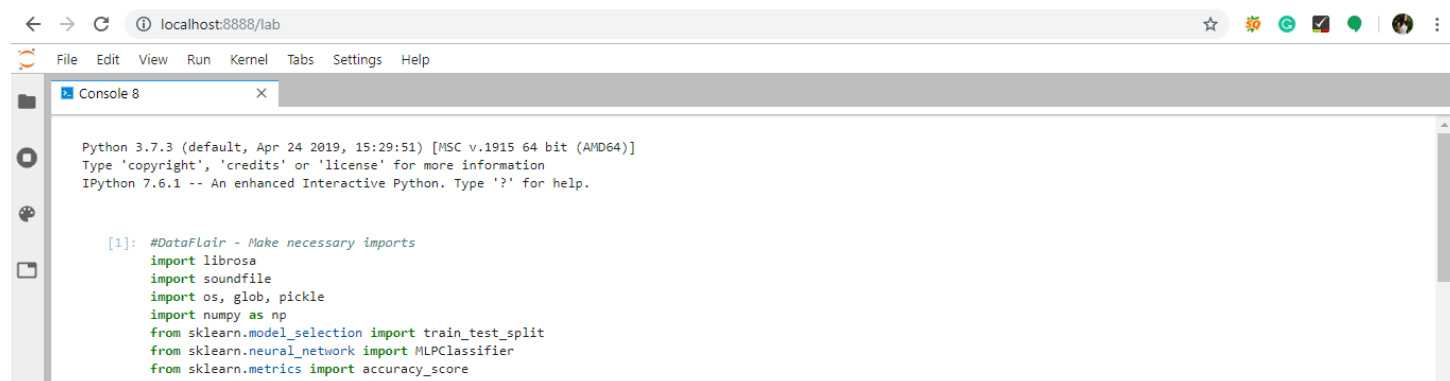 localhost:8888/lab
File Edit View Run Kernel Tabs Settings Help
Console 8
Python 3.7.3 (default, Apr 24 2019, 15:29:51) [MSC v.1915 64 bit (AMD64)]
Type 'copyright', 'credits' or 'license' for more information
IPython 7.6.1 -- An enhanced Interactive Python. Type '?' for help.
[1]: #DataFlair - Make necessary imports
import librosa
import soundfile
import os, glob, pickle
import numpy as np
from sklearn.model_selection import train_test_split
from sklearn.neural_network import MLPClassifier
from sklearn.metrics import accuracy_score